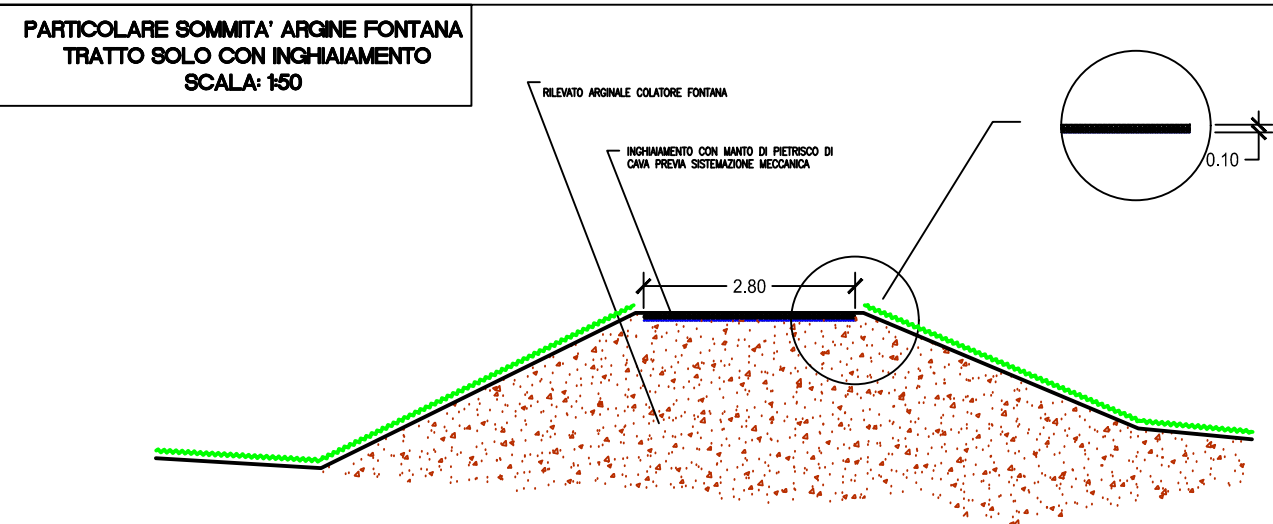 PARTICOLARE SOMMITA' ARGINE FONTANA
TRATTO SOLO CON INGHIAIAMENTO
SCALA: 1:50
RILEVATO ARGINALE COLATORE FONTANA
INGHIAIAMENTO CON MANTO DI PIETRISCO DI
CAVA PREVIA SISTEMAZIONE MECCANICA
0.10
2.80